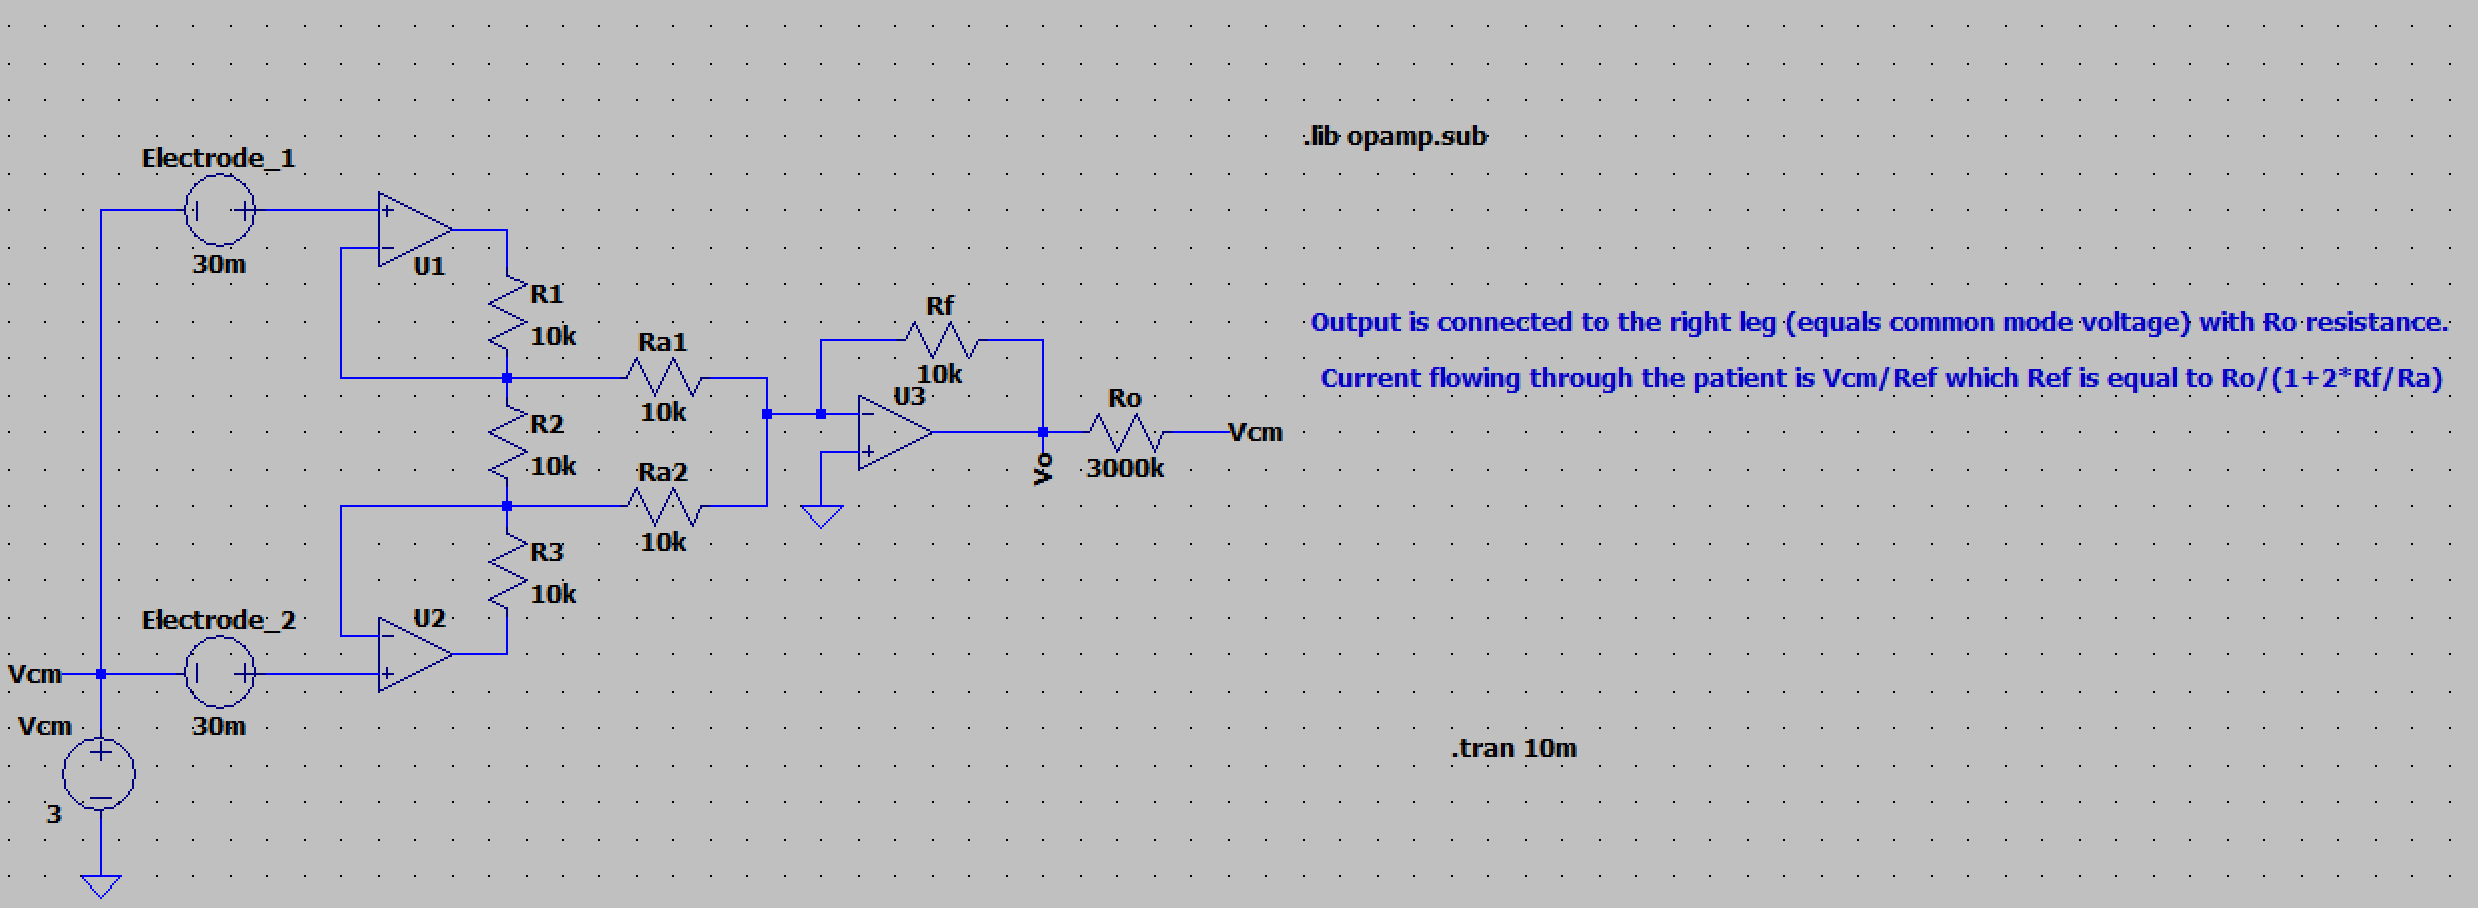 .lib opamp.sub
Electrode_1
30m
U1
R1
10k
Output is connected to the right leg (equals common mode voltage) with Ro resistance.
Current flowing through the patient is Vcm/Ref which Ref is equal to Ro/(1+2*Rf/Ra)
Rf
10k
Ra1
10k
U3
Ro
3000k
Vcm
Vo
R2
10k
Ra2
10k
R3
10k
Electrode_2
30m
U2
Vcm
Vcm
3
.tran 10m